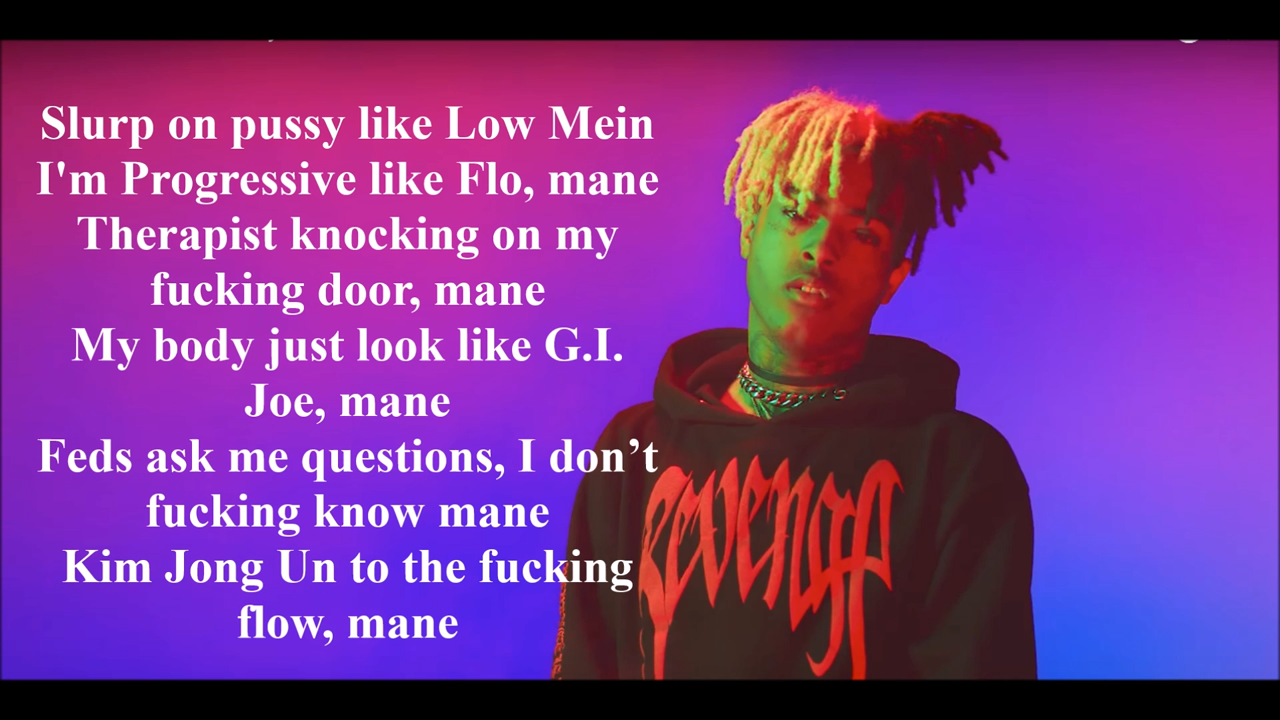 Slurp on pussy like Low Mein
I'm Progressive like Flo, mane
Therapist knocking on my
fucking door, mane
My body just look like G.I.
Joe, mane
Feds ask me questions, I don’t
fucking know mane
Kim Jong Un to the fucking
flow, mane
revenge